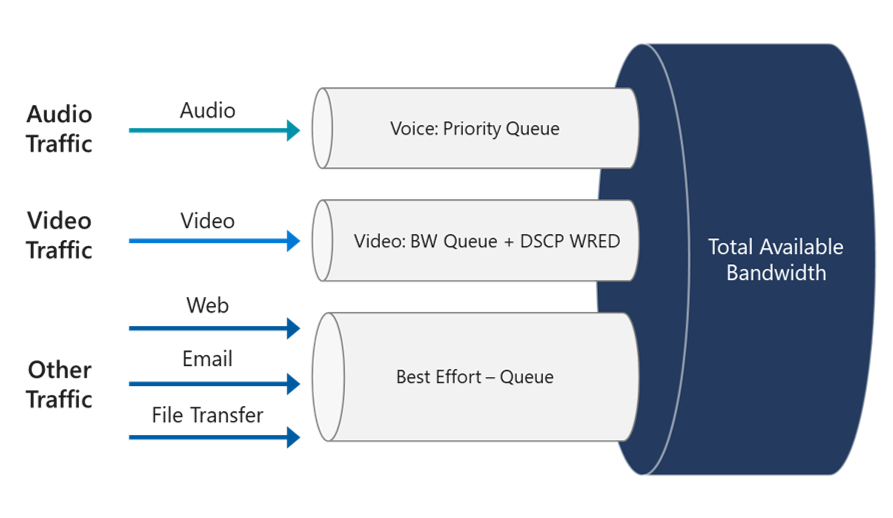 Audio
Traffic
Audio
Voice: Priority Queue
Video
Traffic
Video
Video: BW Queue + DSCP WRED
Total Available
Bandwidth
Other
Traffic
Web
Email
File Transfer
Best Effort – Queue